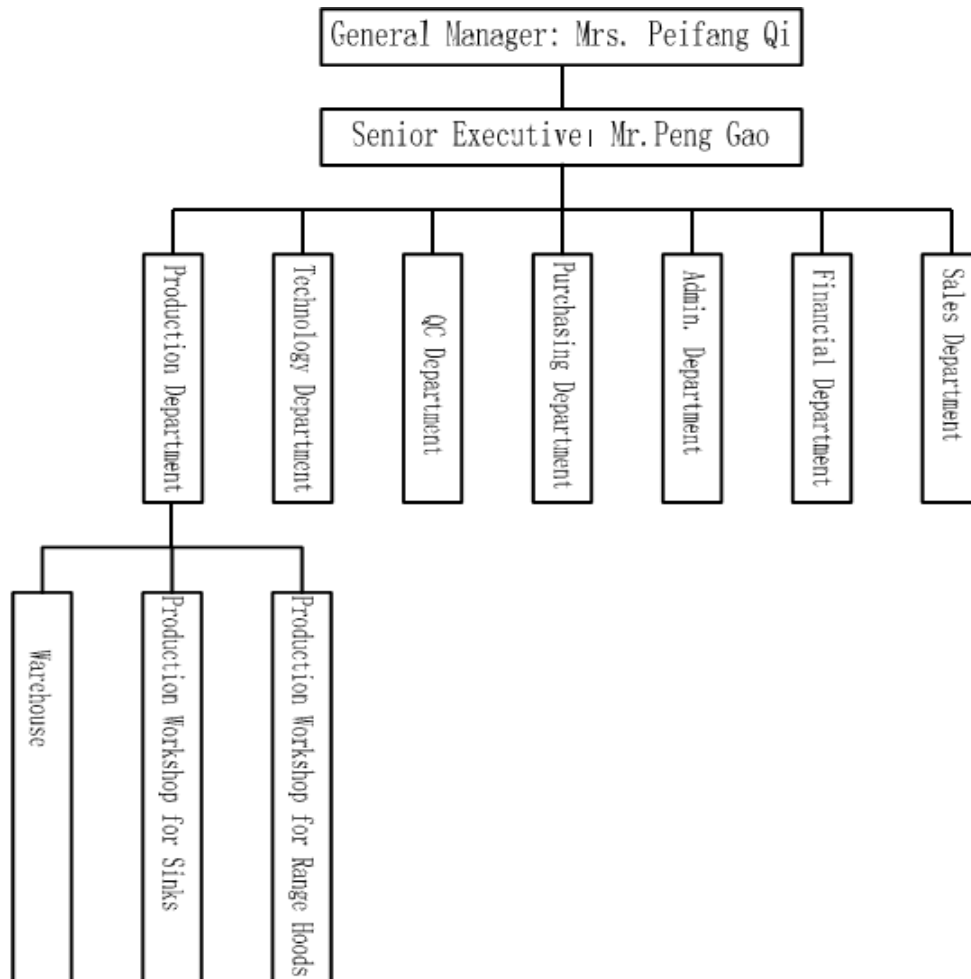 General Manager: Mrs. Peifang Qi
Senior Executive: Mr.Peng Gao
Production Department
Technology Department
QC Department
Purchasing Department
Admin. Department
Financial Department
Sales Department
Warehouse
Production Workshop for Sinks
Production Workshop for Range Hoods